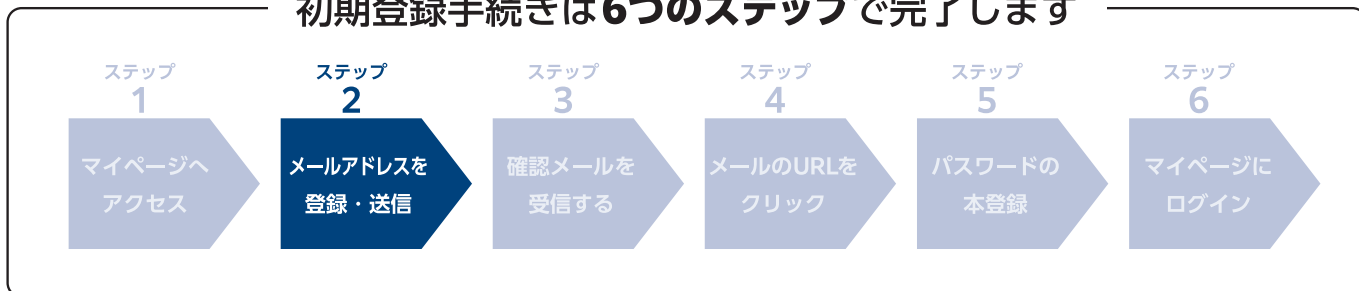 初期登録手続きは6つのステップで完了します
ステップ
1
マイページへ
アクセス
ステップ
2
メールアドレスを
登録・送信
ステップ
3
確認メールを
受信する
ステップ
4
メールのURLを
クリック
ステップ
5
パスワードの
本登録
ステップ
6
マイページに
ログイン